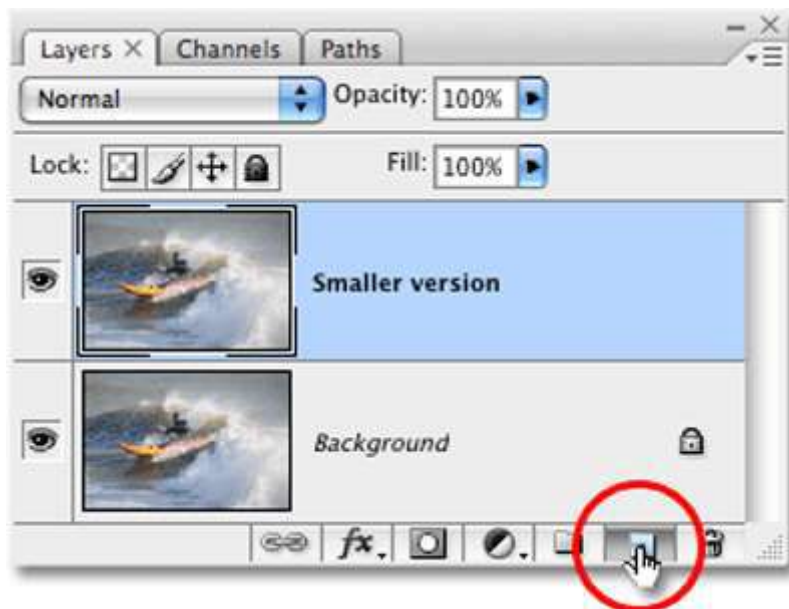 Layers Channels Paths
Normal Opacity: 100%
Lock: Fill: 100%
Smaller version
Background
fx.